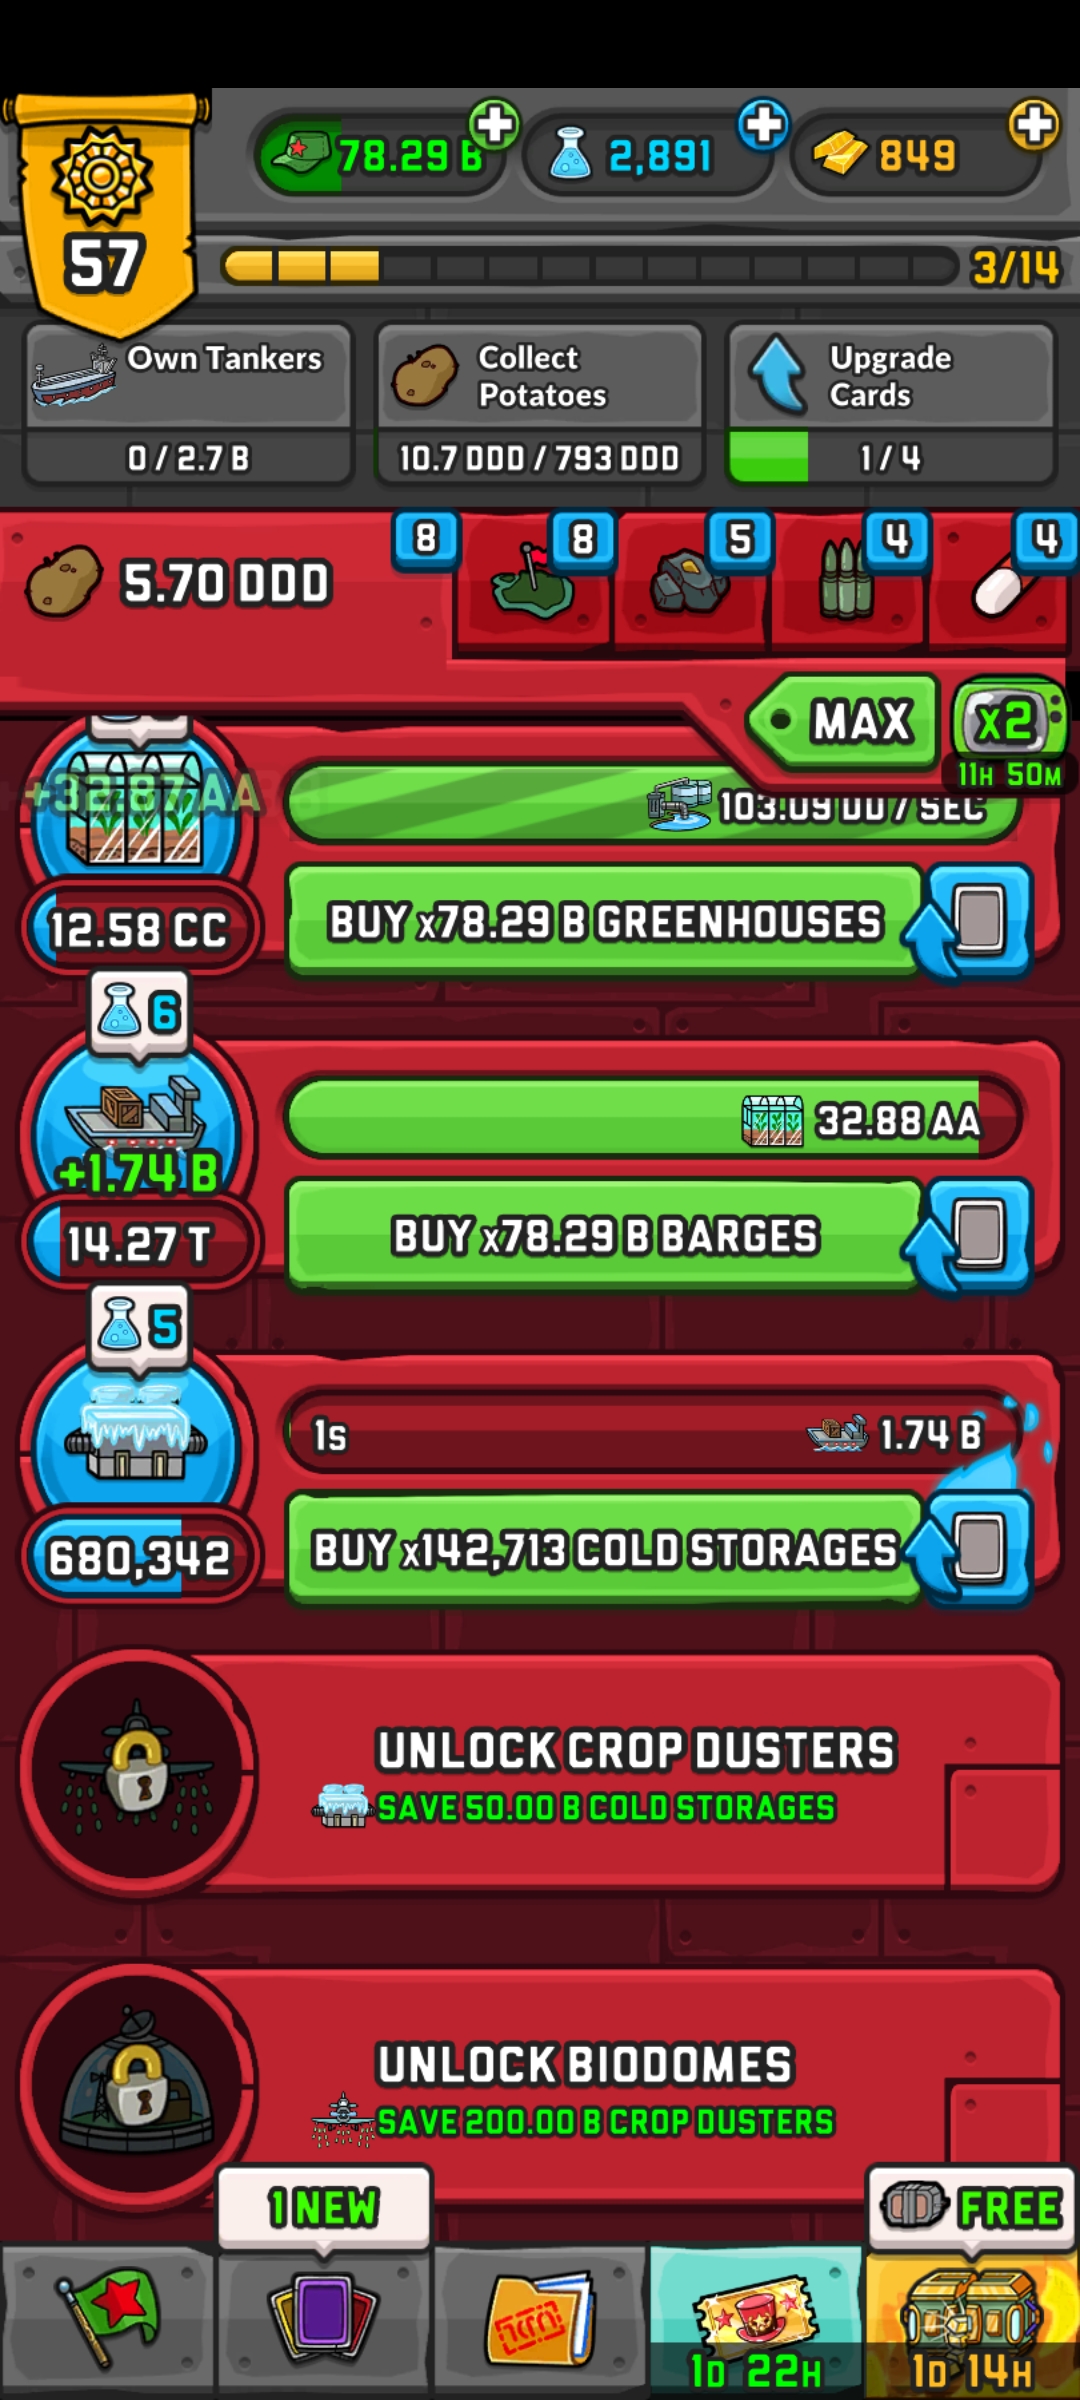 78.29 B
2,891
849
57
3/14
Own Tankers
0 / 2.7 B
Collect
Potatoes
10.7 DDD / 793 DDD
Upgrade
Cards
1 / 4
5.70 DDD
8
8
5
4
4
MAX
x2
11H 50M
+32.87 AA
103.09 DD / SEC
12.58 CC
BUY x78.29 B GREENHOUSES
6
32.88 AA
+1.74 B
14.27 T
BUY x78.29 B BARGES
5
1s
1.74 B
680,342
BUY x142,713 COLD STORAGES
UNLOCK CROP DUSTERS
SAVE 50.00 B COLD STORAGES
UNLOCK BIODOMES
SAVE 200.00 B CROP DUSTERS
1 NEW
FREE
1D 22H
1D 14H